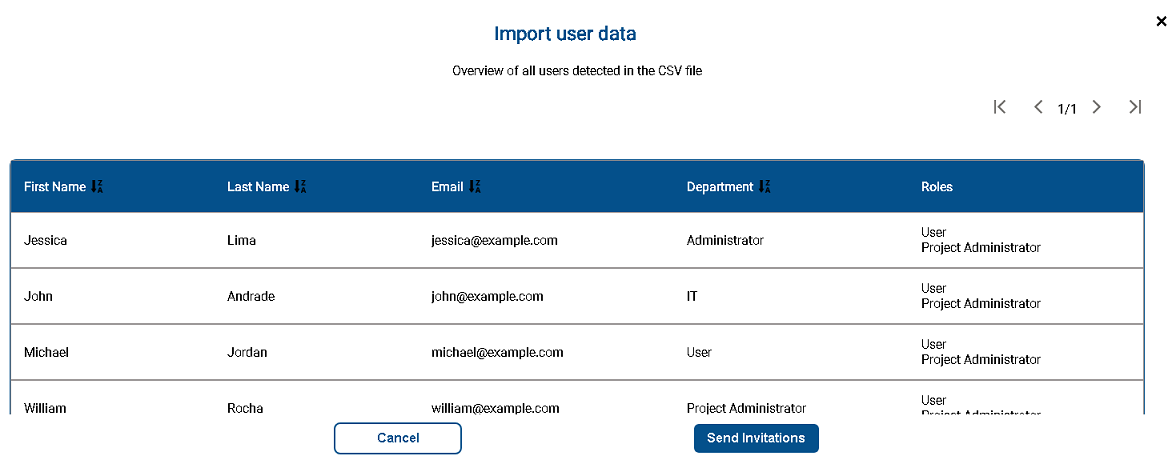 ×
Import user data
Overview of all users detected in the CSV file
1/1
First Name Last Name Email Department Roles
Jessica Lima jessica@example.com Administrator User
Project Administrator
John Andrade john@example.com IT User
Project Administrator
Michael Jordan michael@example.com User User
Project Administrator
William Rocha william@example.com Project Administrator User
Project Administrator
Cancel Send Invitations